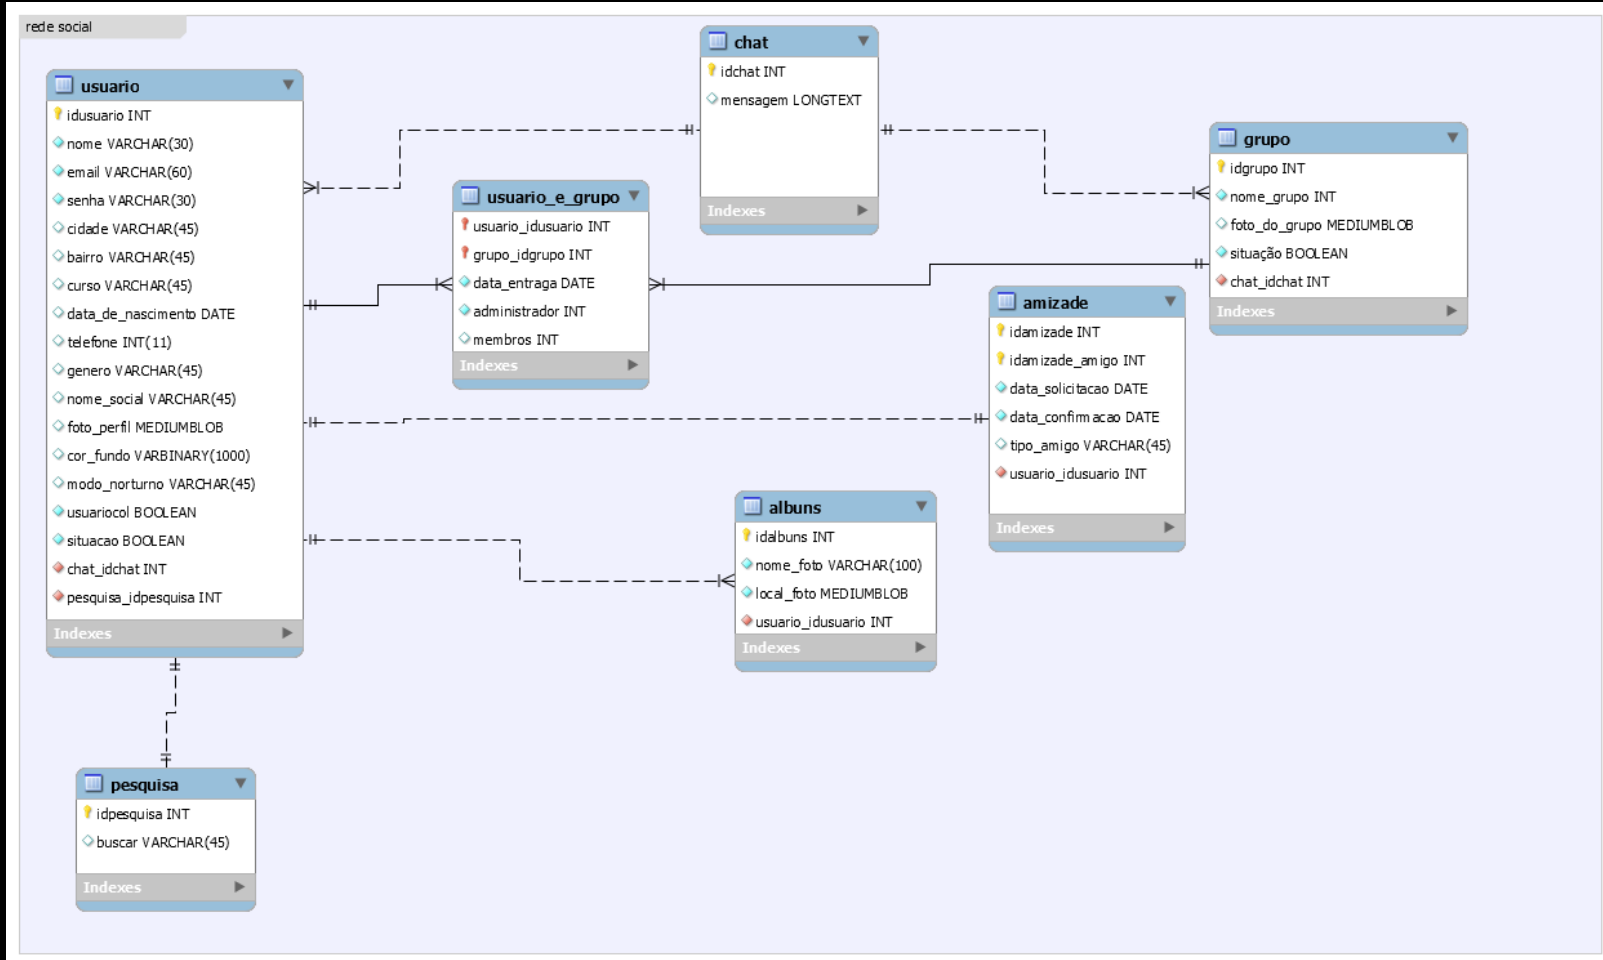 rede social
usuario
idusuario INT
nome VARCHAR(30)
email VARCHAR(60)
senha VARCHAR(30)
cidade VARCHAR(45)
bairro VARCHAR(45)
curso VARCHAR(45)
data_de_nascimento DATE
telefone INT(11)
genero VARCHAR(45)
nome_social VARCHAR(45)
foto_perfil MEDIUMBLOB
cor_fundo VARBINARY(1000)
modo_norturno VARCHAR(45)
usuariocol BOOLEAN
situacao BOOLEAN
chat_idchat INT
pesquisa_idpesquisa INT
Indexes
chat
idchat INT
mensagem LONGTEXT
Indexes
usuario_e_grupo
usuario_idusuario INT
grupo_idgrupo INT
data_entraga DATE
administrador INT
membros INT
Indexes
grupo
idgrupo INT
nome_grupo INT
foto_do_grupo MEDIUMBLOB
situação BOOLEAN
chat_idchat INT
Indexes
amizade
idamizade INT
idamizade_amigo INT
data_solicitacao DATE
data_confirmacao DATE
tipo_amigo VARCHAR(45)
usuario_idusuario INT
Indexes
albuns
idalbuns INT
nome_foto VARCHAR(100)
local_foto MEDIUMBLOB
usuario_idusuario INT
Indexes
pesquisa
idpesquisa INT
buscar VARCHAR(45)
Indexes